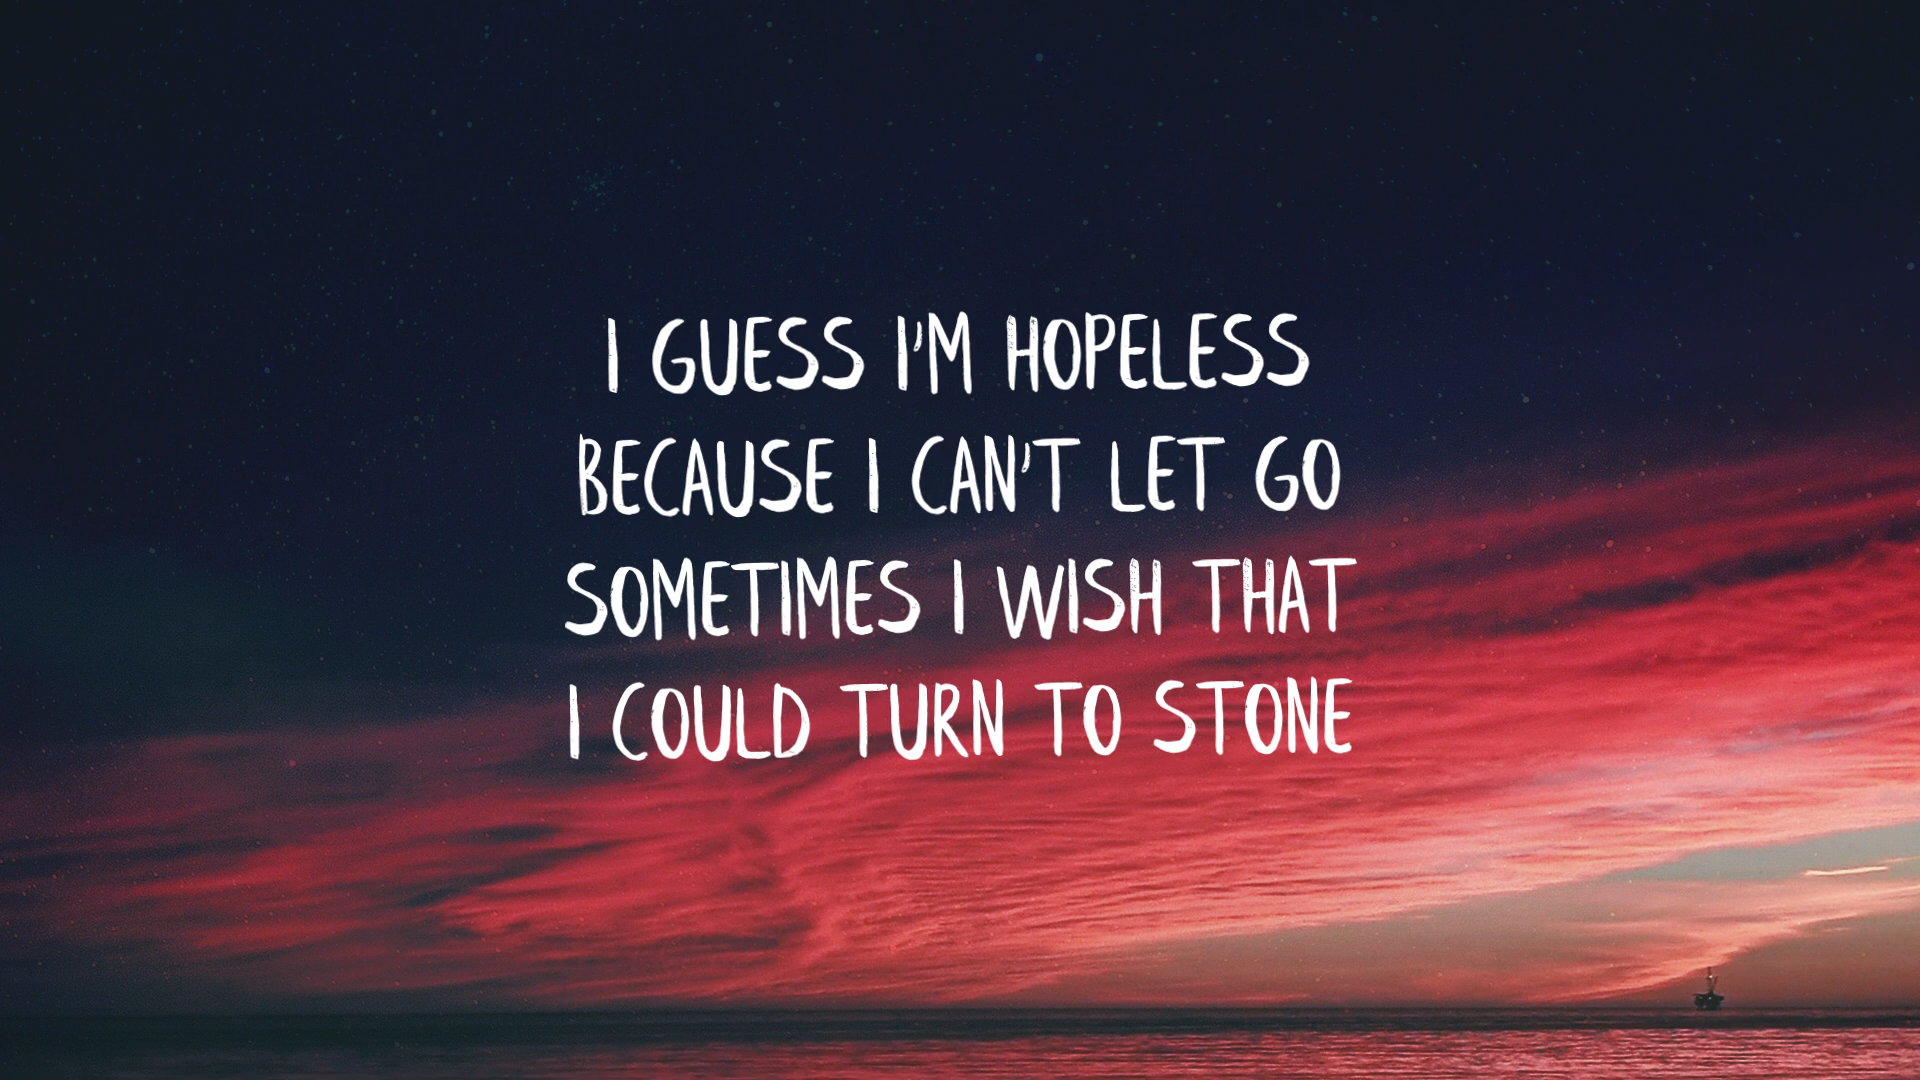 I GUESS I'M HOPELESS
BECAUSE I CAN'T LET GO
SOMETIMES I WISH THAT
I COULD TURN TO STONE